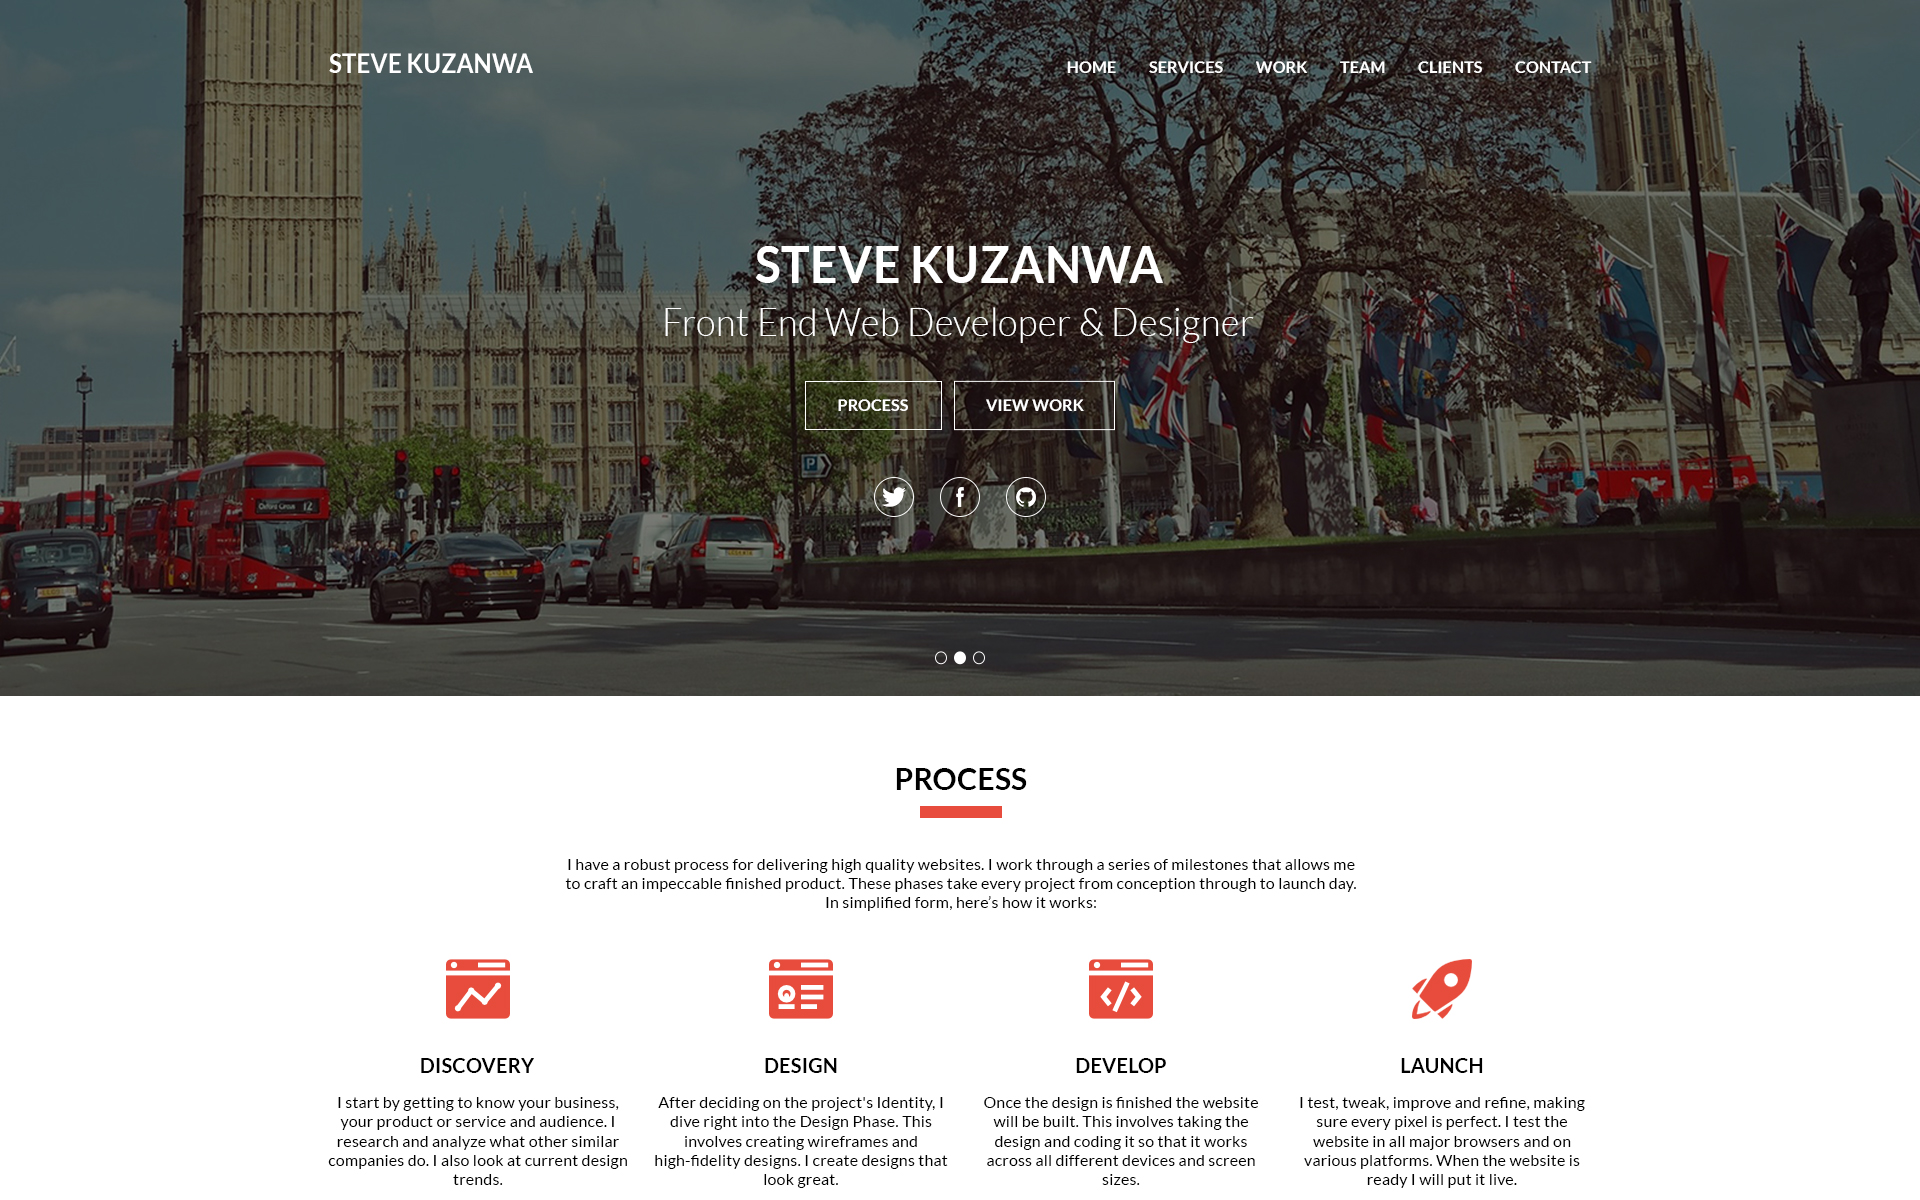 STEVE KUZANWA
HOME SERVICES WORK TEAM CLIENTS CONTACT
STEVE KUZANWA
Front End Web Developer & Designer
PROCESS VIEW WORK
P
Oxford Circus 12
PROCESS
I have a robust process for delivering high quality websites. I work through a series of milestones that allows me
to craft an impeccable finished product. These phases take every project from conception through to launch day.
In simplified form, here's how it works:
DISCOVERY
I start by getting to know your business,
your product or service and audience. I
research and analyze what other similar
companies do. I also look at current design
trends.
DESIGN
After deciding on the project's Identity, I
dive right into the Design Phase. This
involves creating wireframes and
high-fidelity designs. I create designs that
look great.
DEVELOP
Once the design is finished the website
will be built. This involves taking the
design and coding it so that it works
across all different devices and screen
sizes.
LAUNCH
I test, tweak, improve and refine, making
sure every pixel is perfect. I test the
website in all major browsers and on
various platforms. When the website is
ready I will put it live.